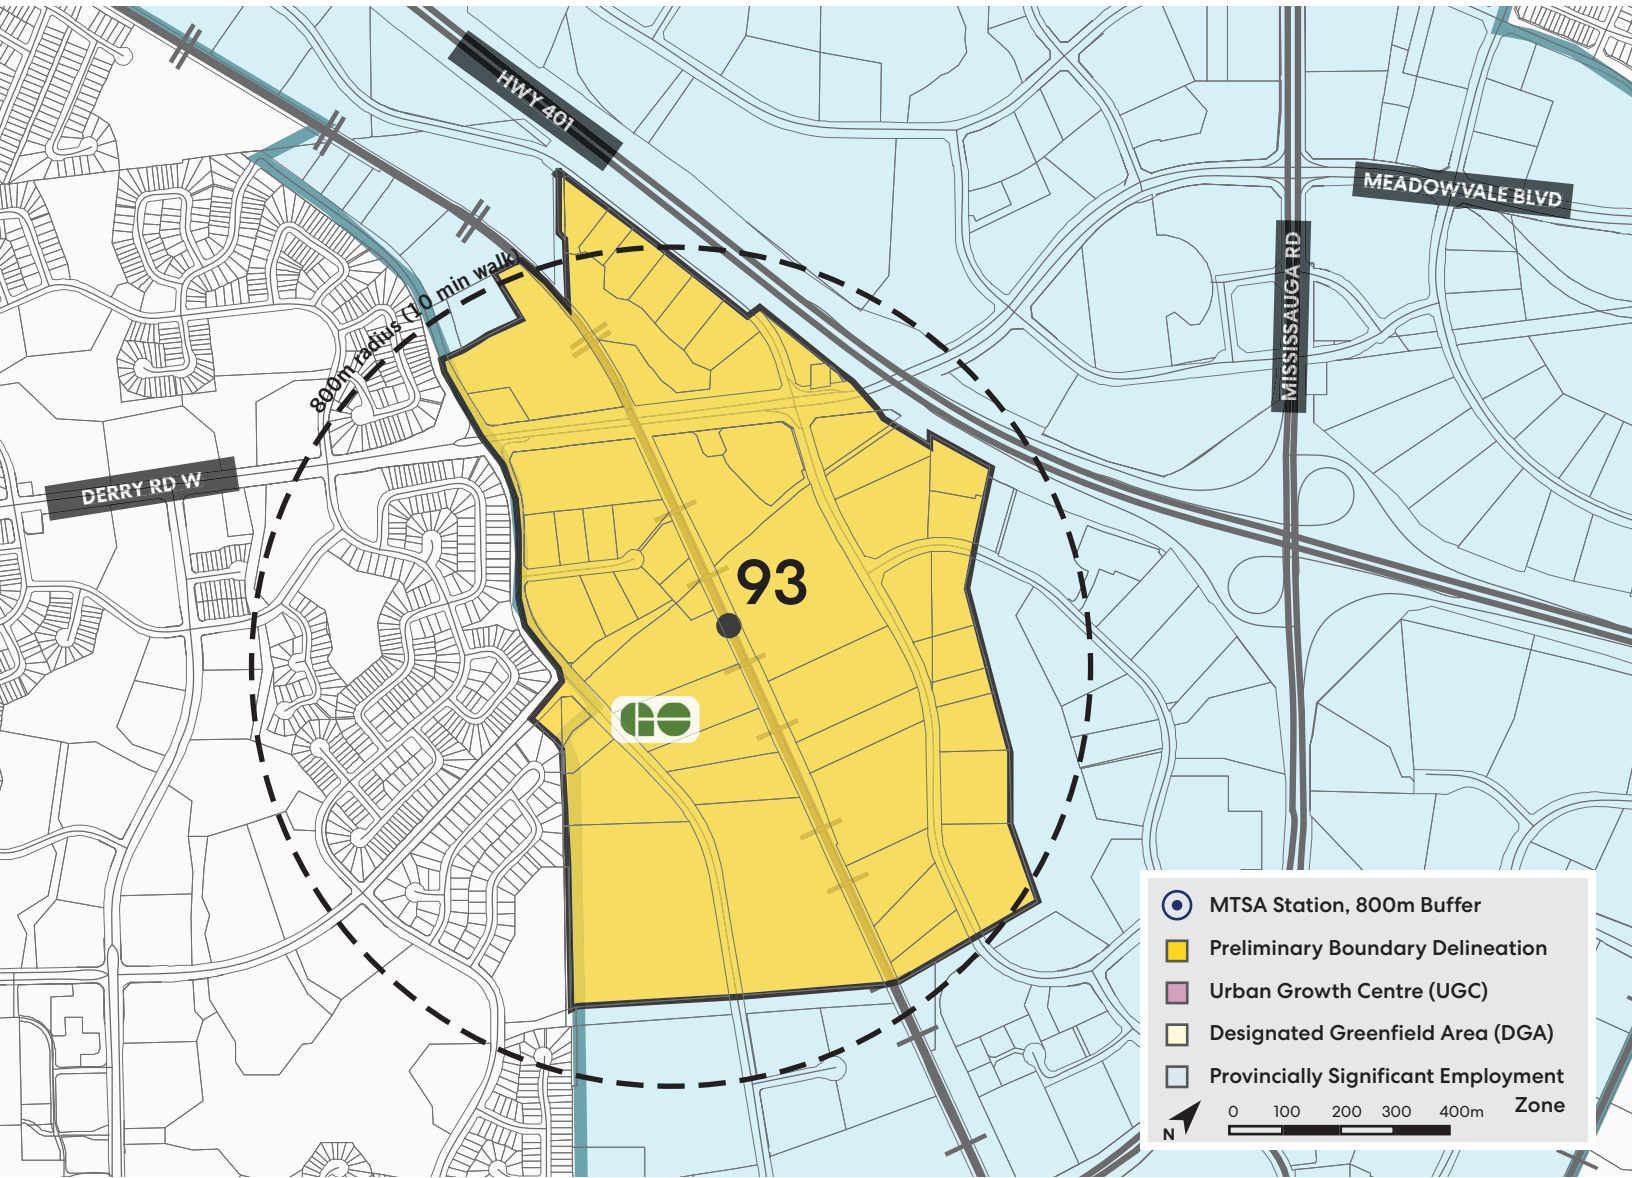 HWY 401
MEADOWVALE BLVD
MISSISSAUGA RD
800m radius (10 min walk)
DERRY RD W
93
GO
MTSA Station, 800m Buffer
Preliminary Boundary Delineation
Urban Growth Centre (UGC)
Designated Greenfield Area (DGA)
Provincially Significant Employment
Zone
N
0 100 200 300 400m